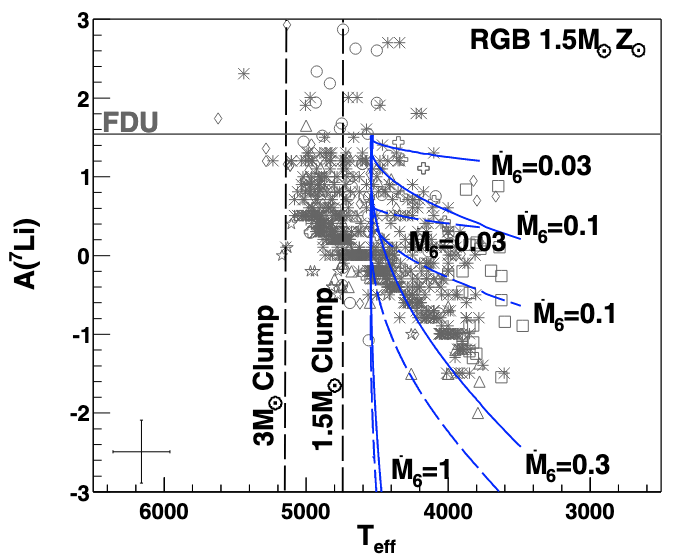 RGB 1.5M⊙ Z⊙
FDU
Ṁ₆=0.03
Ṁ₆=0.1
Ṁ₆=0.03
Ṁ₆=0.1
Ṁ₆=0.3
Ṁ₆=1
3M⊙ Clump
1.5M⊙ Clump
A(⁷Li)
3
2
1
0
-1
-2
-3
6000 5000 4000 3000
T_eff